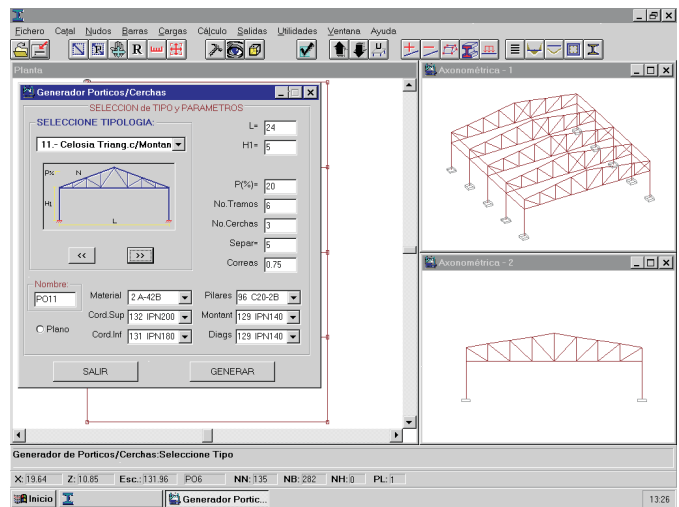 Fichero Catal Nudos Barras Cargas Cálculo Salidas Utilidades Ventana Ayuda
R
Planta
Axonométrica - 1
Generador Porticos/Cerchas
SELECCION de TIPO y PARAMETROS
SELECCIONE TIPOLOGIA:
11.- Celosia Triang.c/Montan
P% N
H1
L
<< >>
L= 24
H1= 5
P(%)= 20
No.Tramos 6
No.Cerchas 3
Separ= 5
Correas 0.75
Nombre:
PO11
Plano
Material 2 A-42B
Pilares 96 C20-2B
Cord.Sup 132 IPN200
Montant 129 IPN140
Cord.Inf 131 IPN180
Diags 129 IPN140
SALIR GENERAR
Axonométrica - 2
Generador de Porticos/Cerchas:Seleccione Tipo
X: 19.64 Z: 10.85 Esc.: 131.96 PO6 NN: 135 NB: 282 NH: 0 PL: 1
Inicio Generador Portic... 13:26